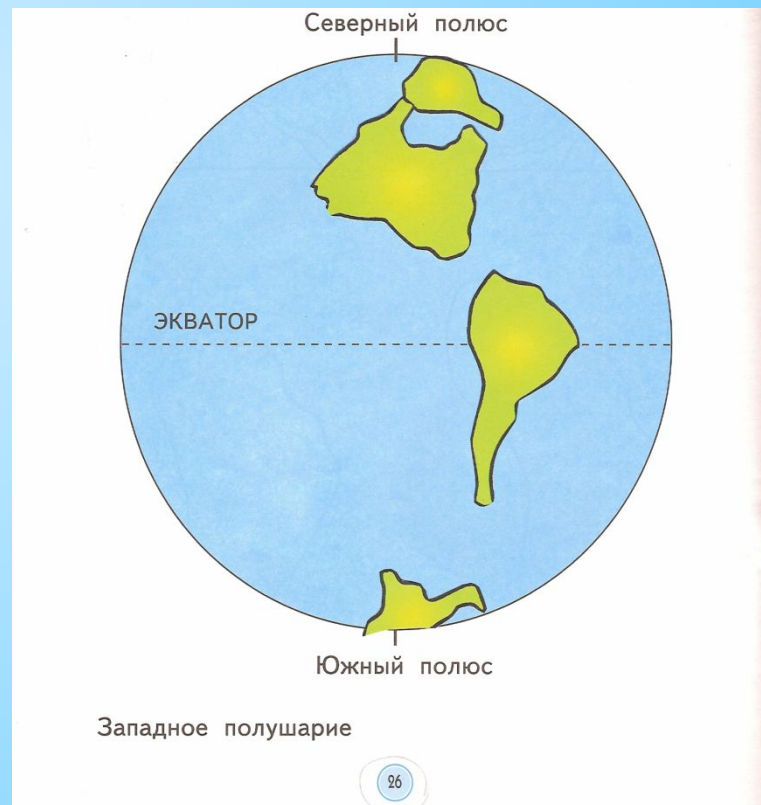 Северный полюс
ЭКВАТОР
Южный полюс
Западное полушарие
26